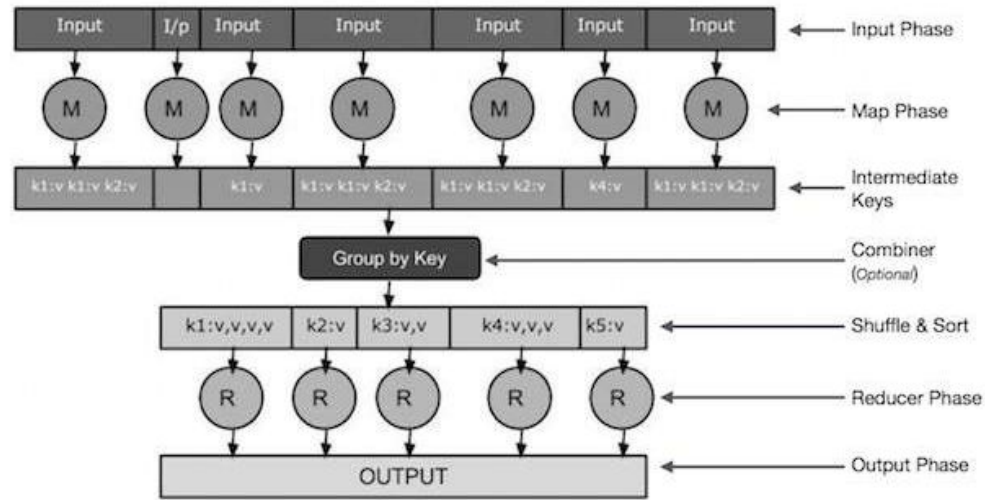 Input I/p Input Input Input Input Input
Input Phase
M M M M M M M
Map Phase
k1:v k1:v k2:v k1:v k1:v k1:v k2:v k1:v k1:v k2:v k4:v k1:v k1:v k2:v
Intermediate
Keys
Group by Key
Combiner
(Optional)
k1:v,v,v,v k2:v k3:v,v k4:v,v,v k5:v
Shuffle & Sort
R R R R R
Reducer Phase
OUTPUT
Output Phase